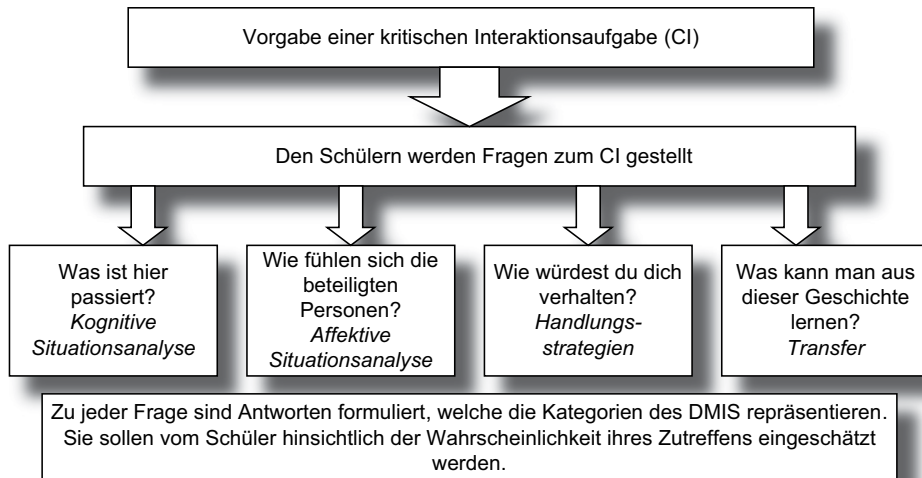 Vorgabe einer kritischen Interaktionsaufgabe (CI)
Den Schülern werden Fragen zum CI gestellt
Was ist hier
passiert?
Kognitive
Situationsanalyse
Wie fühlen sich die
beteiligten
Personen?
Affektive
Situationsanalyse
Wie würdest du dich
verhalten?
Handlungs-
strategien
Was kann man aus
dieser Geschichte
lernen?
Transfer
Zu jeder Frage sind Antworten formuliert, welche die Kategorien des DMIS repräsentieren.
Sie sollen vom Schüler hinsichtlich der Wahrscheinlichkeit ihres Zutreffens eingeschätzt
werden.